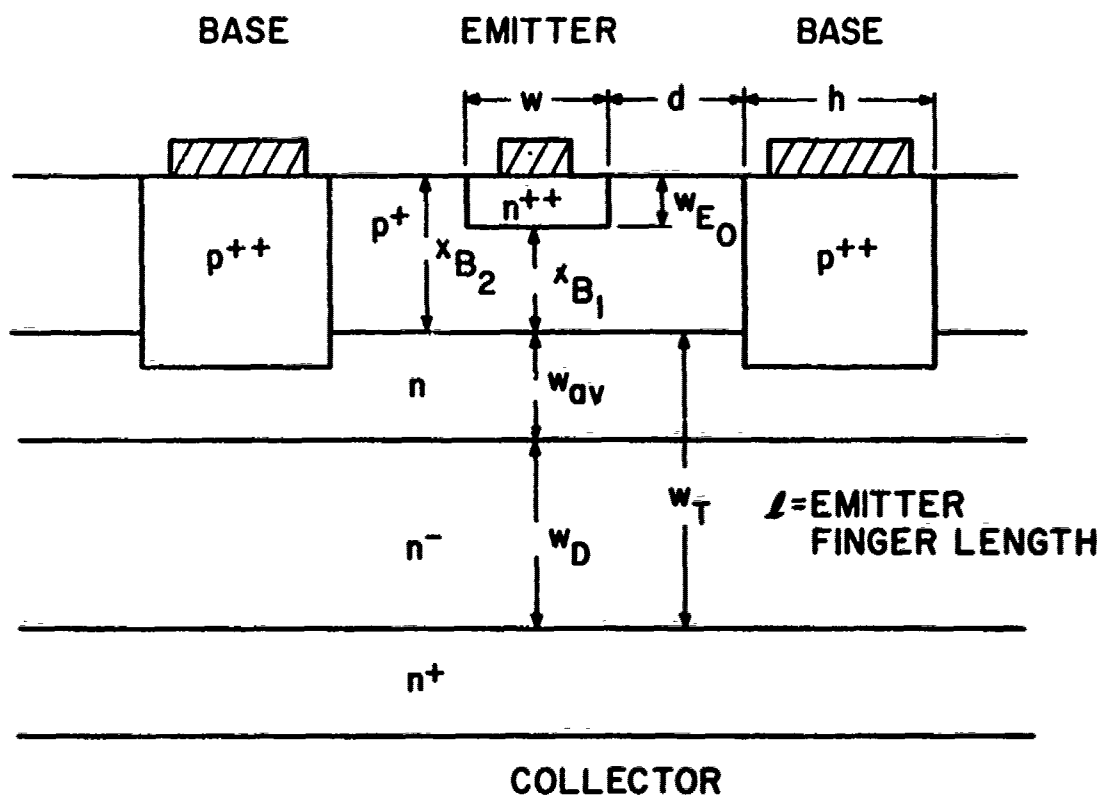 BASE EMITTER BASE
w d h
n++ wE0
p+ xB2 xB1
p++ p++
n wav
wT
l=EMITTER
FINGER LENGTH
n- wD
n+
COLLECTOR